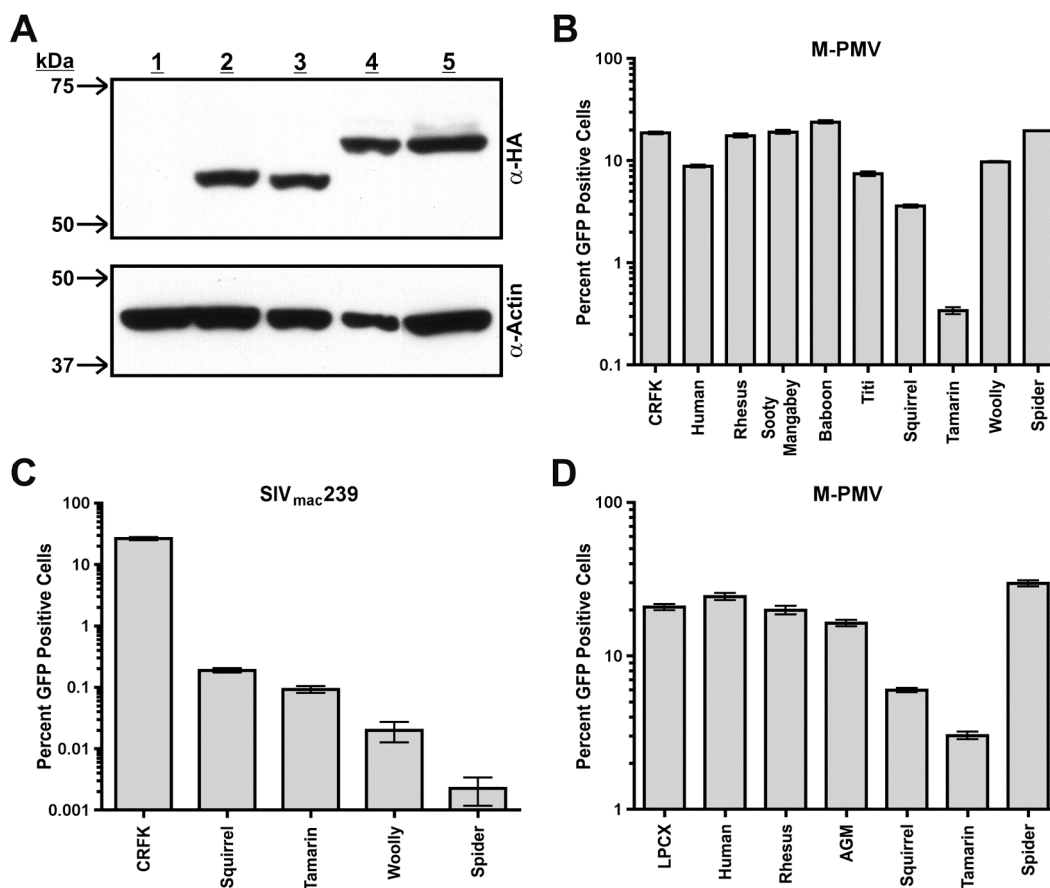 A
kDa
1 2 3 4 5
75
50
α-HA
50
37
α-Actin
B
M-PMV
Percent GFP Positive Cells
100
10
1
0.1
CRFK
Human
Rhesus
Sooty
Mangabey
Baboon
Titi
Squirrel
Tamarin
Woolly
Spider
C
SIVmac239
Percent GFP Positive Cells
100
10
1
0.1
0.01
0.001
CRFK
Squirrel
Tamarin
Woolly
Spider
D
M-PMV
Percent GFP Positive Cells
100
10
1
LPCX
Human
Rhesus
AGM
Squirrel
Tamarin
Spider